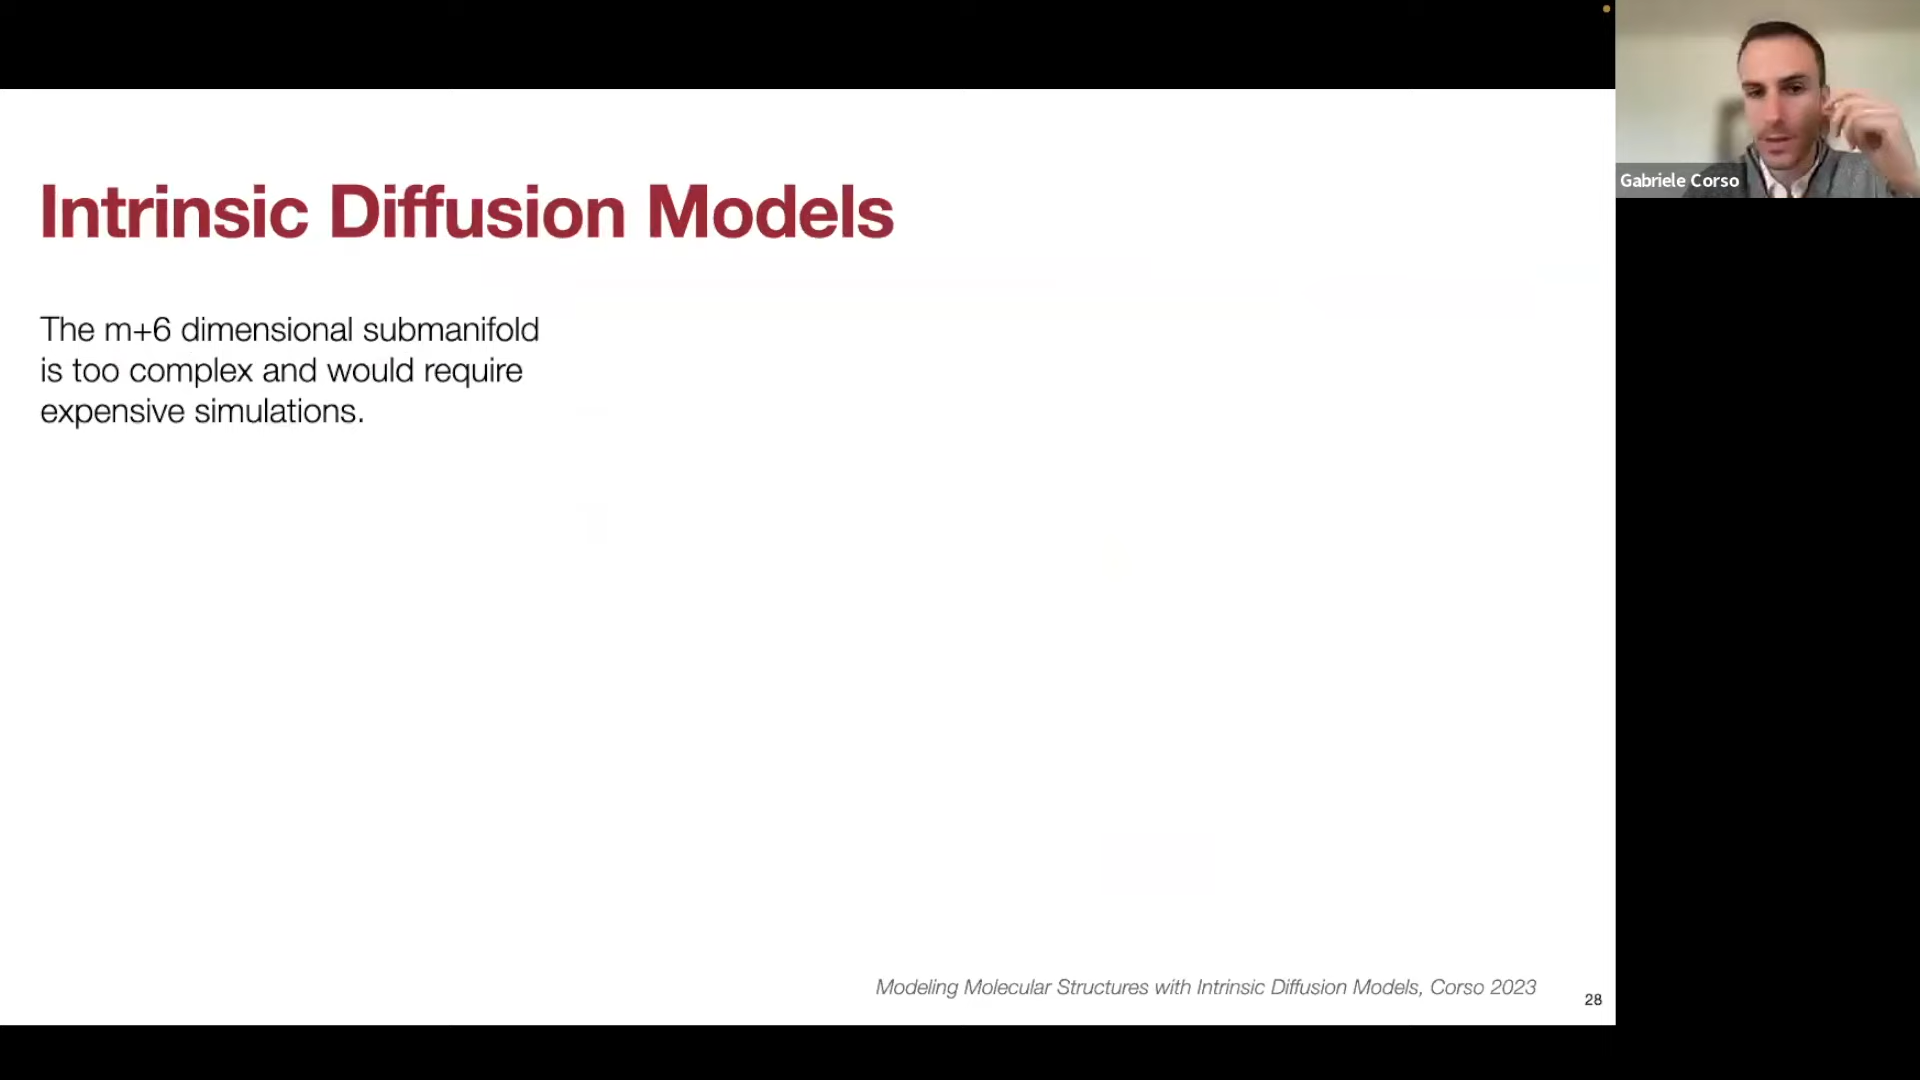 Intrinsic Diffusion Models
The m+6 dimensional submanifold
is too complex and would require
expensive simulations.
Modeling Molecular Structures with Intrinsic Diffusion Models, Corso 2023
28
Gabriele Corso